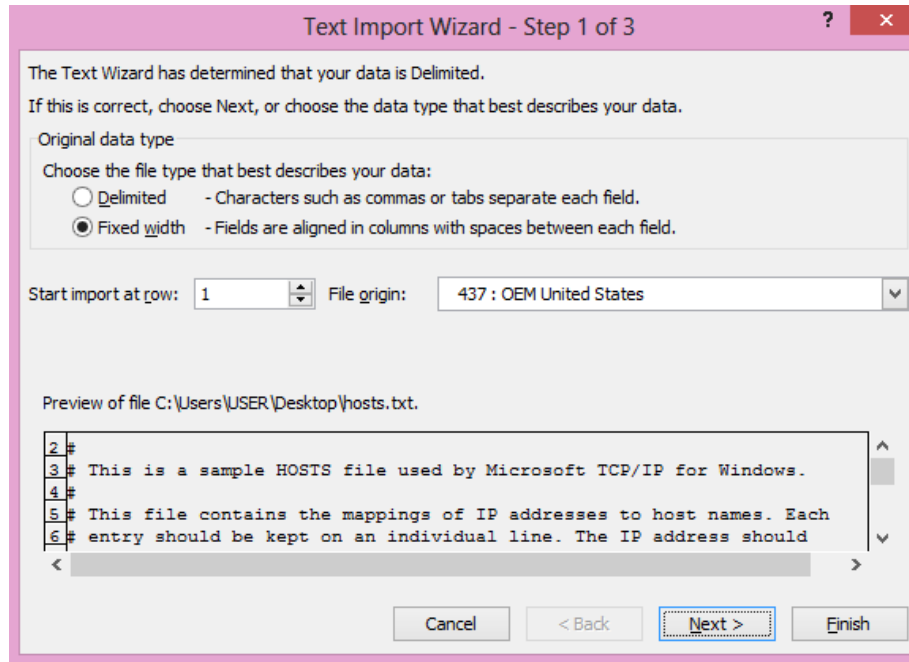 Text Import Wizard - Step 1 of 3 ?
The Text Wizard has determined that your data is Delimited.
If this is correct, choose Next, or choose the data type that best describes your data.
Original data type
Choose the file type that best describes your data:
Delimited - Characters such as commas or tabs separate each field.
Fixed width - Fields are aligned in columns with spaces between each field.
Start import at row: 1 File origin: 437 : OEM United States
Preview of file C:\Users\USER\Desktop\hosts.txt.
2 #
3 # This is a sample HOSTS file used by Microsoft TCP/IP for Windows.
4 #
5 # This file contains the mappings of IP addresses to host names. Each
6 # entry should be kept on an individual line. The IP address should
Cancel < Back Next > Finish